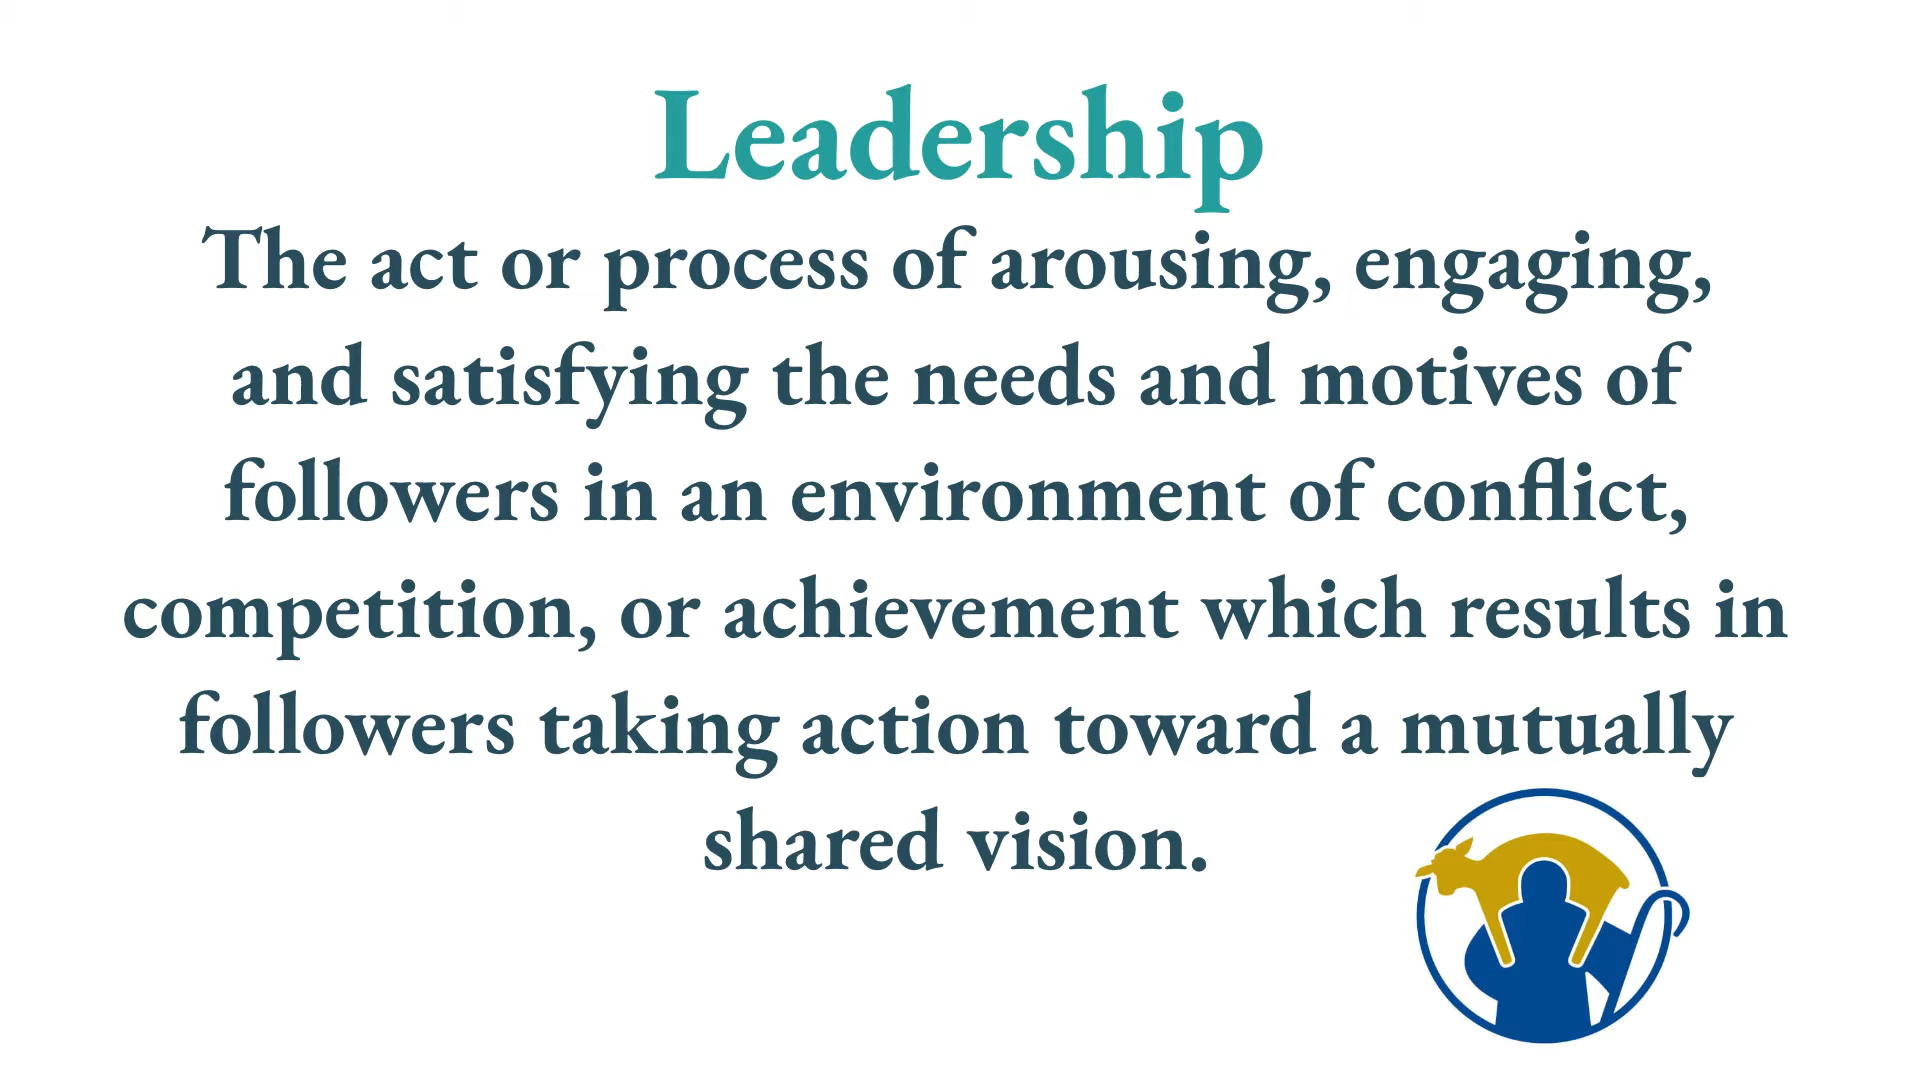 Leadership
The act or process of arousing, engaging,
and satisfying the needs and motives of
followers in an environment of conflict,
competition, or achievement which results in
followers taking action toward a mutually
shared vision.